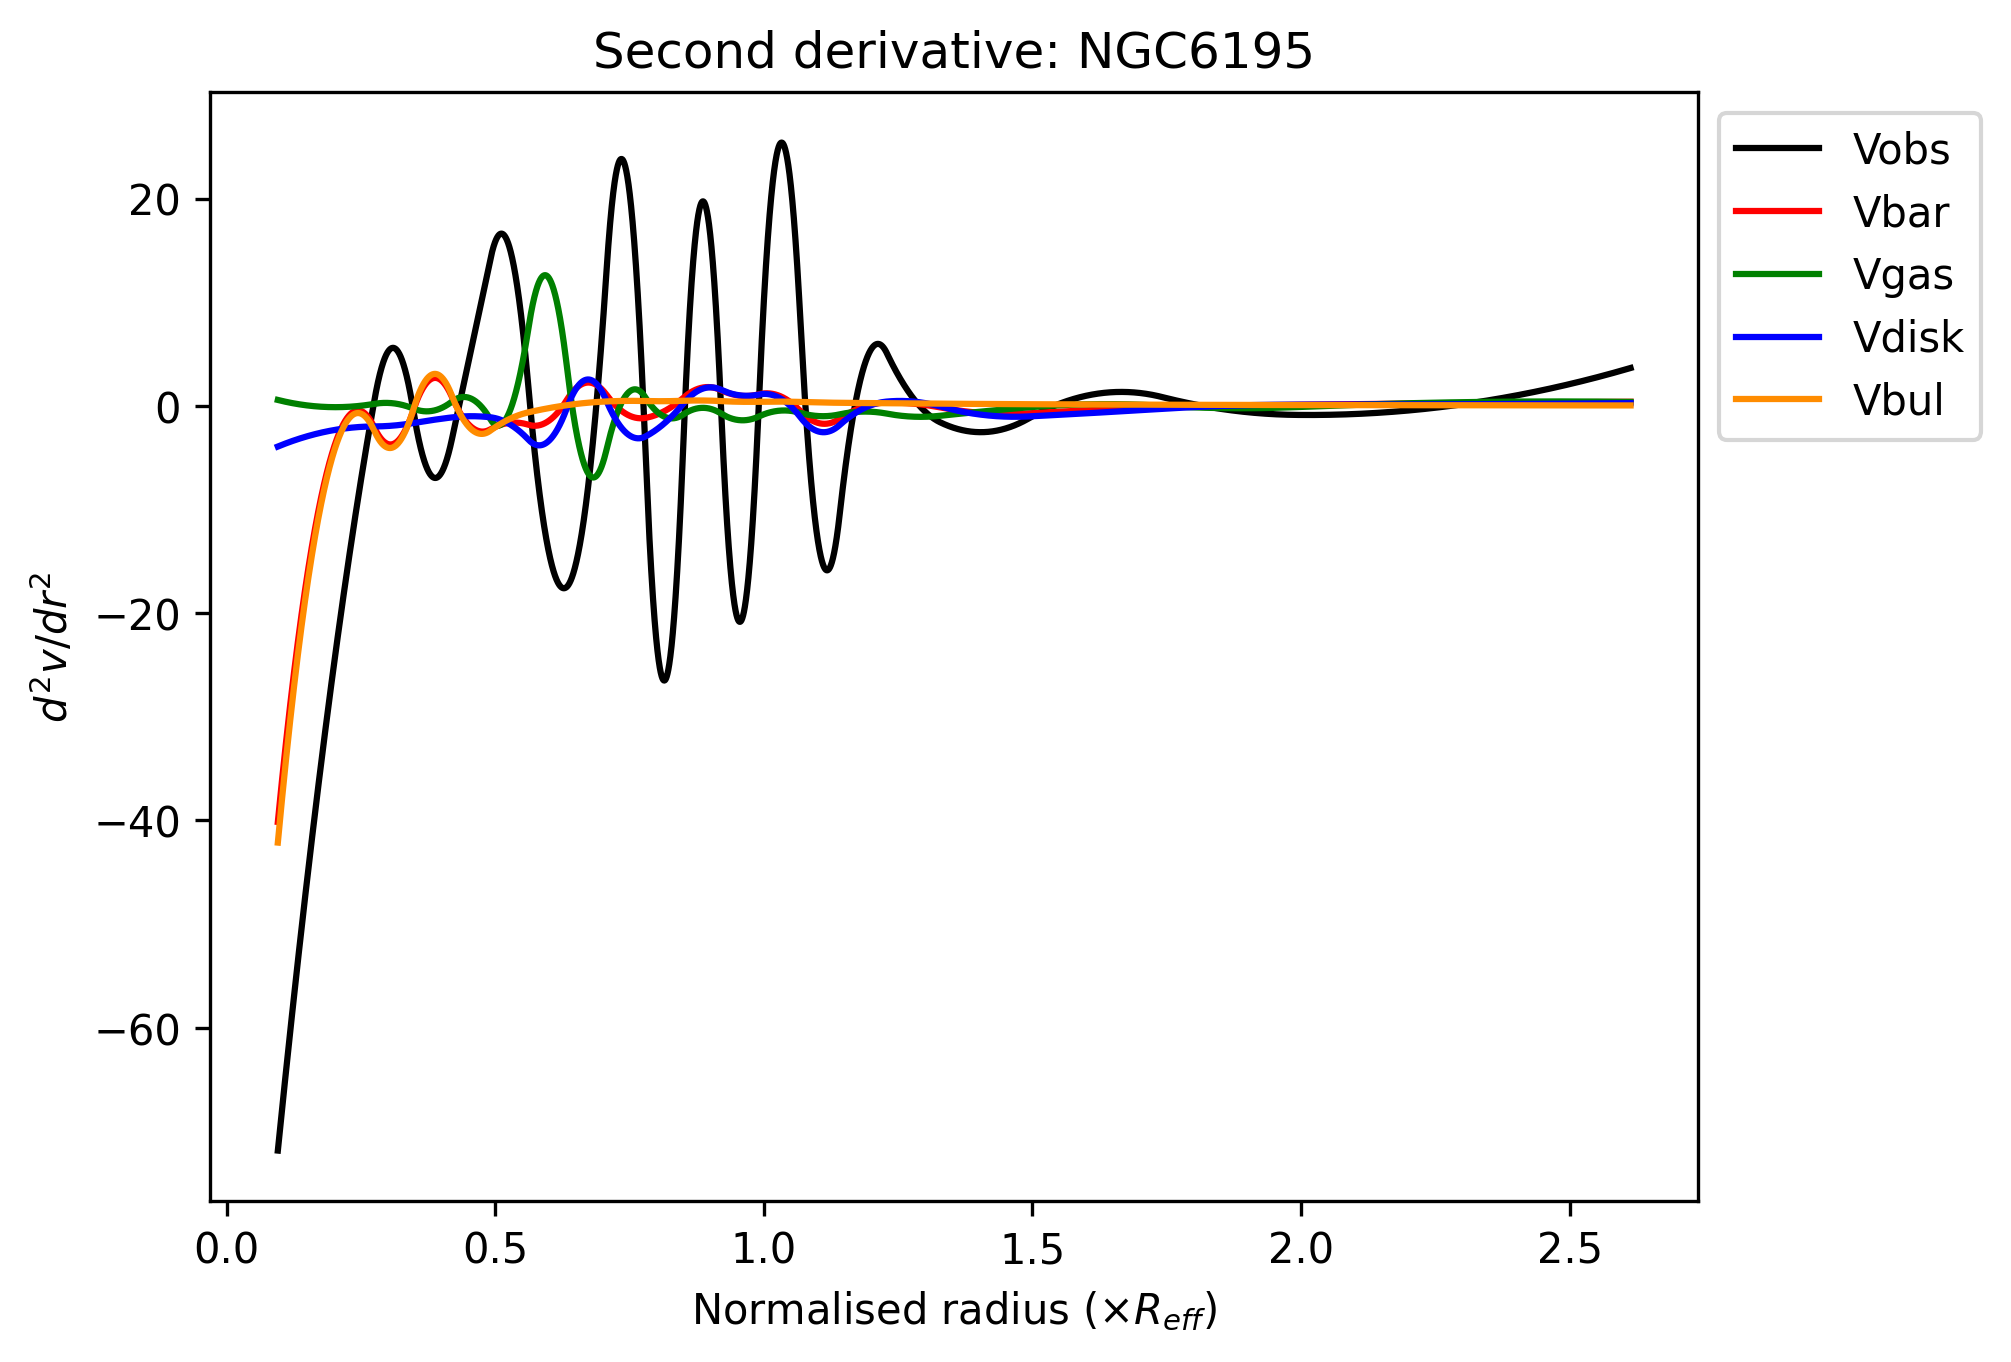 Second derivative: NGC6195
Vobs
Vbar
Vgas
Vdisk
Vbul
20
0
−20
−40
−60
d²v/dr²
0.0 0.5 1.0 1.5 2.0 2.5
Normalised radius (×R_eff)